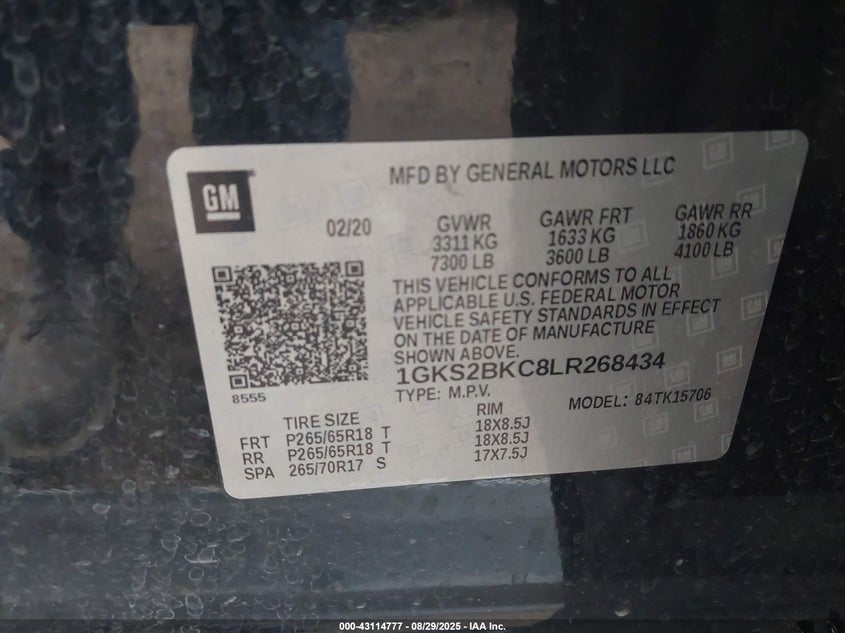 GM
MFD BY GENERAL MOTORS LLC
02/20
GVWR
3311 KG
7300 LB
GAWR FRT
1633 KG
3600 LB
GAWR RR
1860 KG
4100 LB
THIS VEHICLE CONFORMS TO ALL
APPLICABLE U.S. FEDERAL MOTOR
VEHICLE SAFETY STANDARDS IN EFFECT
ON THE DATE OF MANUFACTURE
SHOWN ABOVE.
1GKS2BKC8LR268434
TYPE: M.P.V.
MODEL: 84TK15706
8555
TIRE SIZE
RIM
FRT P265/65R18 T 18X8.5J
RR P265/65R18 T 18X8.5J
SPA 265/70R17 S 17X7.5J
000-43114777 - 08/29/2025 - IAA Inc.